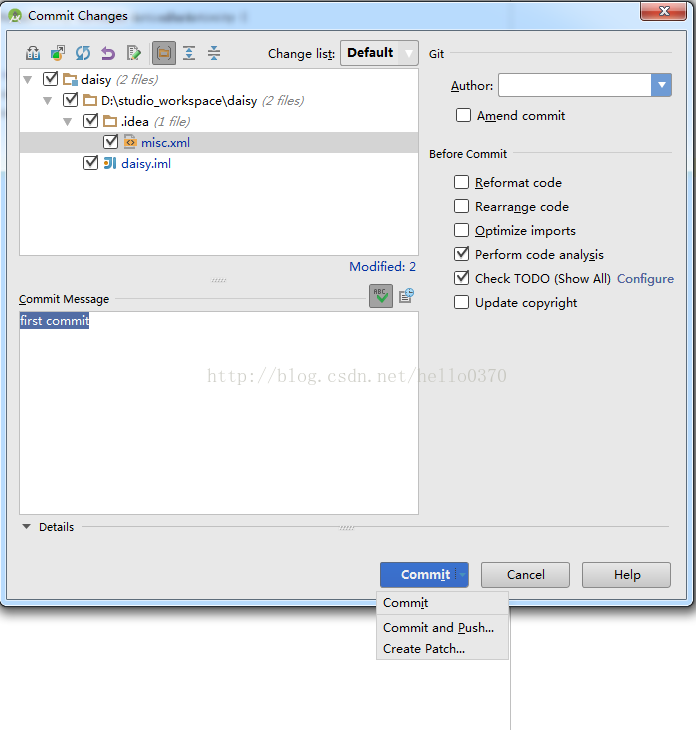 Commit Changes
Change list: Default
Git
daisy (2 files)
D:\studio_workspace\daisy (2 files)
.idea (1 file)
misc.xml
daisy.iml
Modified: 2
Author:
Amend commit
Before Commit
Reformat code
Rearrange code
Optimize imports
Perform code analysis
Check TODO (Show All) Configure
Update copyright
Commit Message
ABC
first commit
http://blog.csdn.net/hello0370
Details
Commit
Cancel
Help
Commit
Commit and Push...
Create Patch...